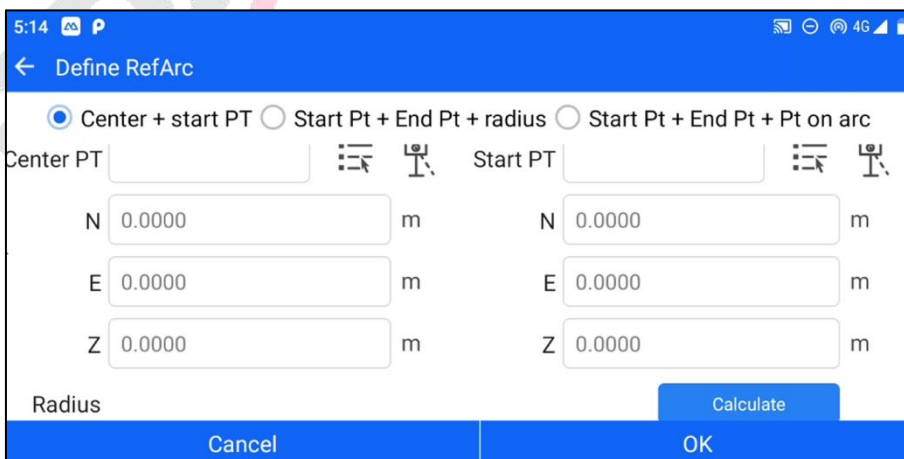 5:14 4G
Define RefArc
Center + start PT Start Pt + End Pt + radius Start Pt + End Pt + Pt on arc
Center PT Start PT
N 0.0000 m N 0.0000 m
E 0.0000 m E 0.0000 m
Z 0.0000 m Z 0.0000 m
Radius Calculate
Cancel OK